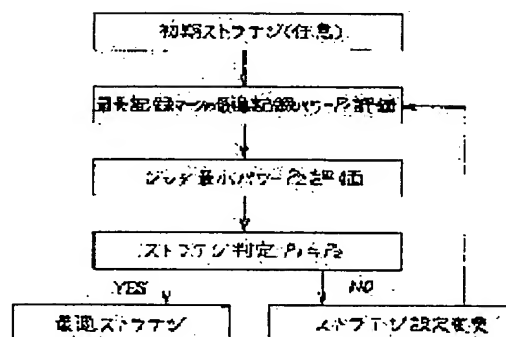 初期ストラテジ(任意)
最長記録マークの最適記録パワーP₁評価
ジッタ最小パワーP₂評価
ストラテジ判定 P₁≒P₂
YES
NO
最適ストラテジ
ストラテジ設定変更